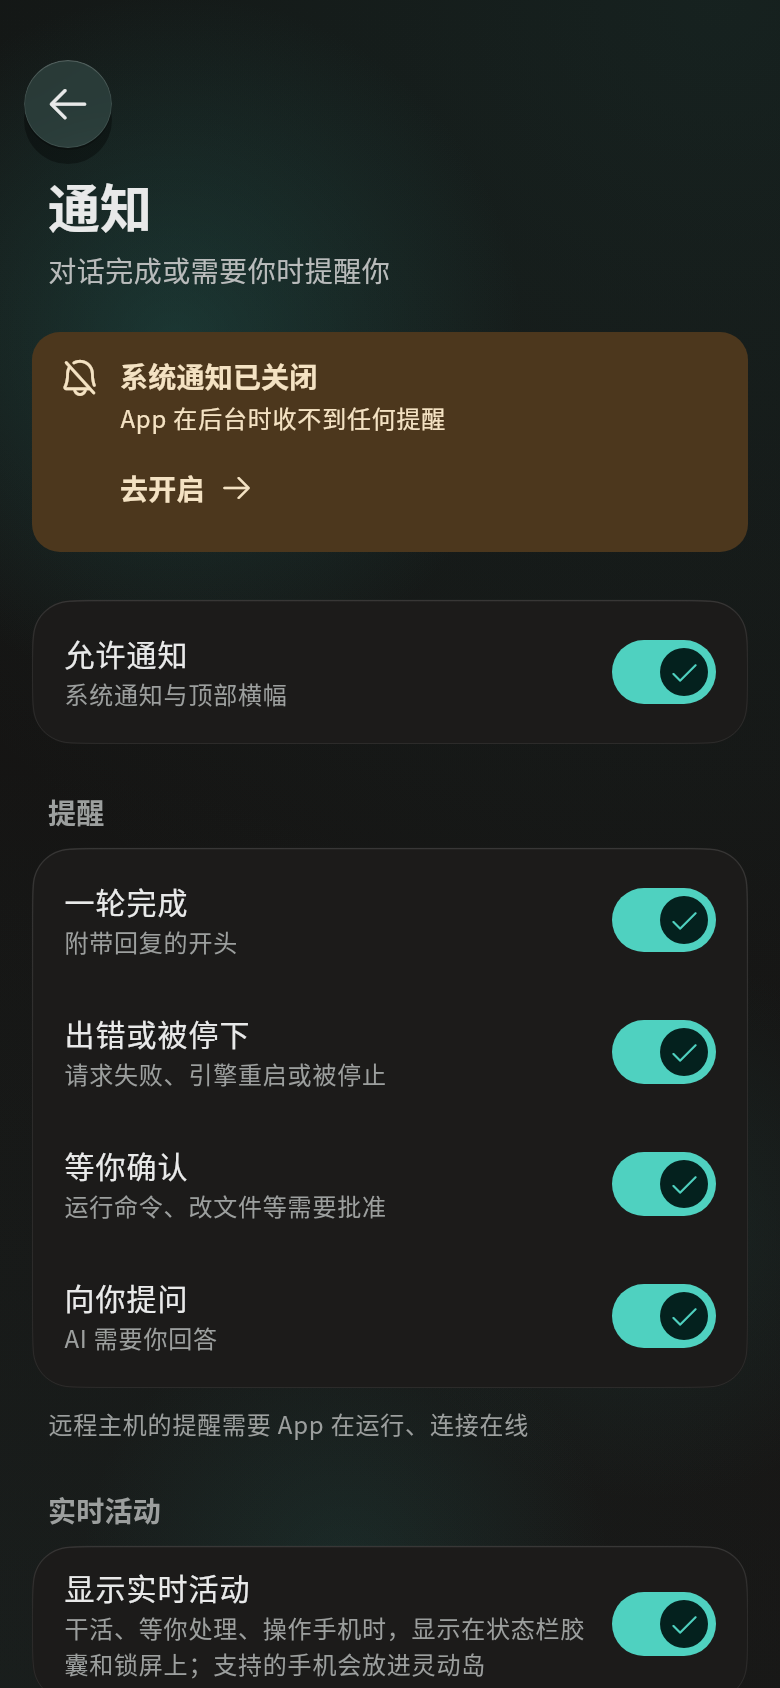 通知
对话完成或需要你时提醒你
系统通知已关闭
App 在后台时收不到任何提醒
去开启
允许通知
系统通知与顶部横幅
提醒
一轮完成
附带回复的开头
出错或被停下
请求失败、引擎重启或被停止
等你确认
运行命令、改文件等需要批准
向你提问
AI 需要你回答
远程主机的提醒需要 App 在运行、连接在线
实时活动
显示实时活动
干活、等你处理、操作手机时，显示在状态栏胶
囊和锁屏上；支持的手机会放进灵动岛